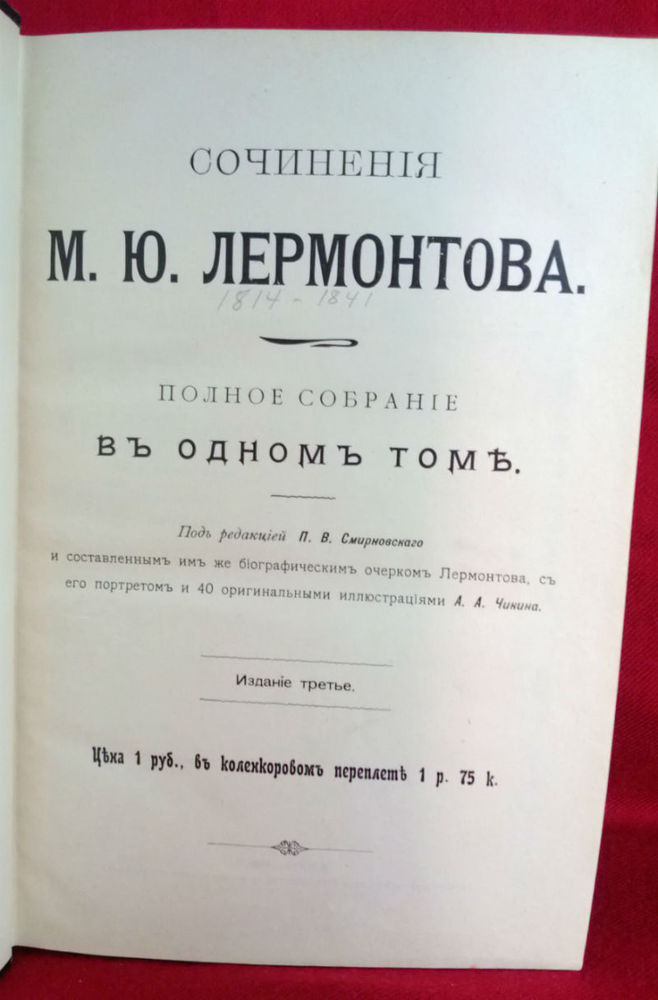 СОЧИНЕНІЯ
М. Ю. ЛЕРМОНТОВА.
1814 - 1841
ПОЛНОЕ СОБРАНІЕ
ВЪ ОДНОМЪ ТОМѢ.
Подъ редакціей П. В. Смирновскаго
и составленнымъ имъ же біографическимъ очеркомъ Лермонтова, съ
его портретомъ и 40 оригинальными иллюстраціями А. А. Чикина.
Изданіе третье.
Цѣна 1 руб., въ коленкоровомъ переплетѣ 1 р. 75 к.